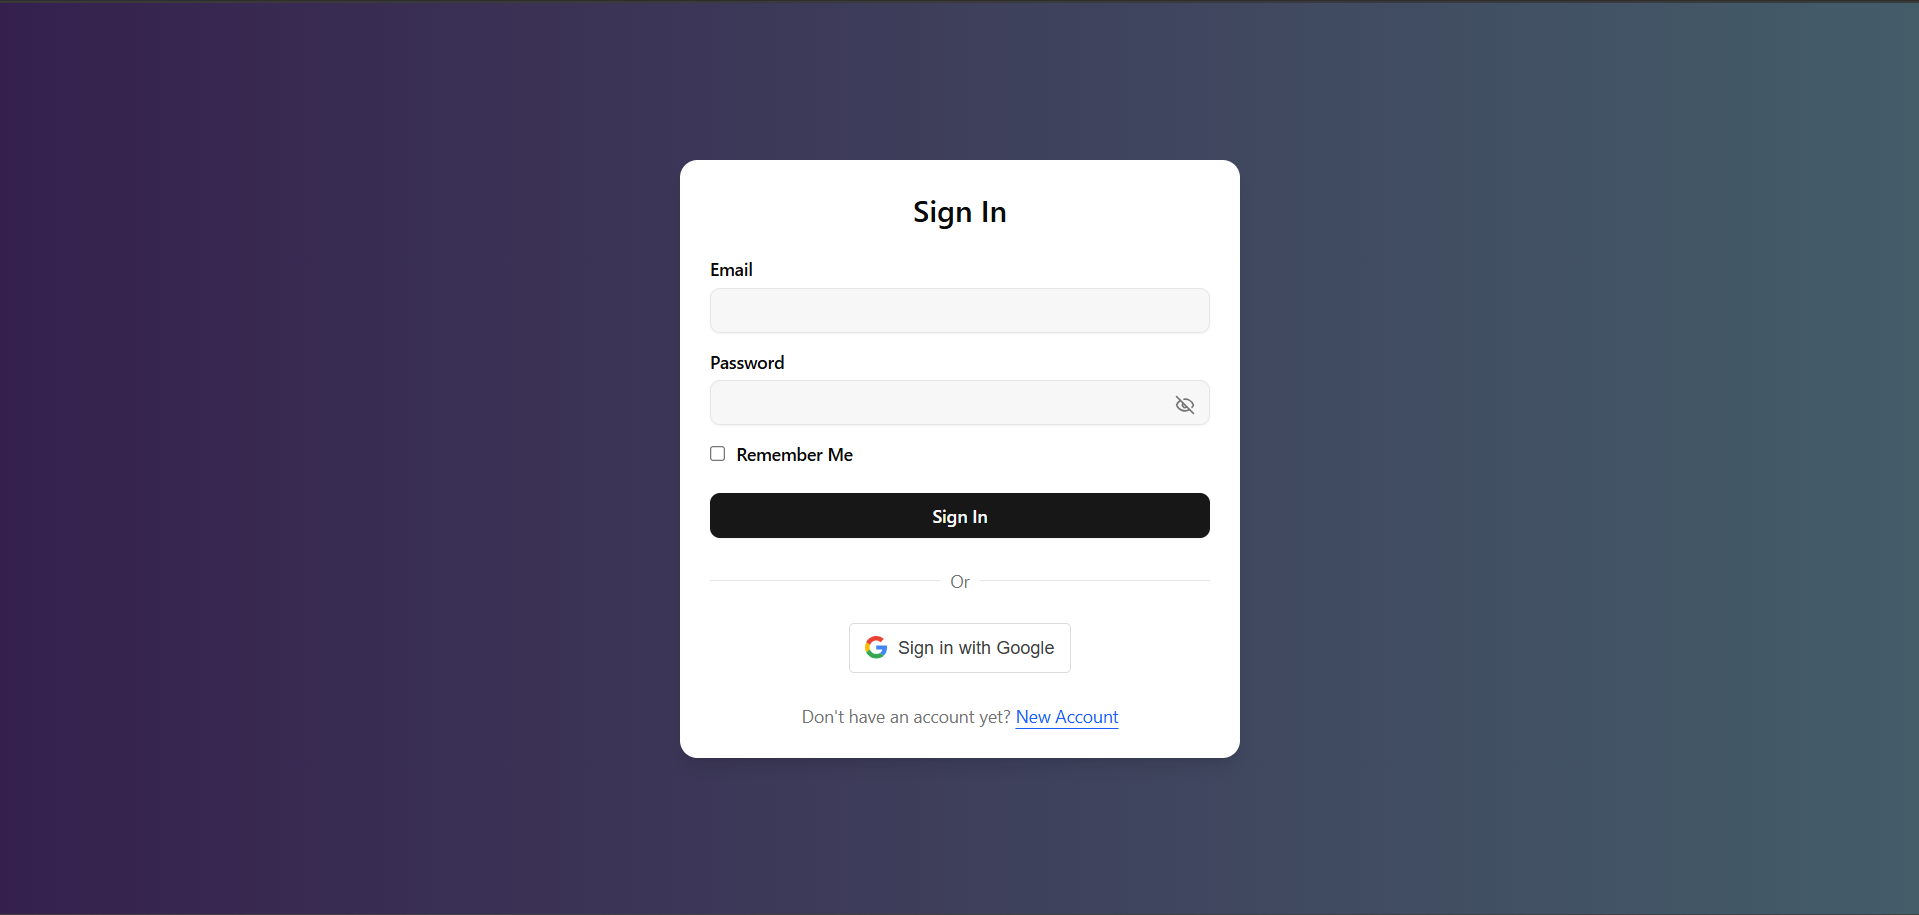 Sign In
Email
Password
Remember Me
Sign In
Or
Sign in with Google
Don't have an account yet? New Account